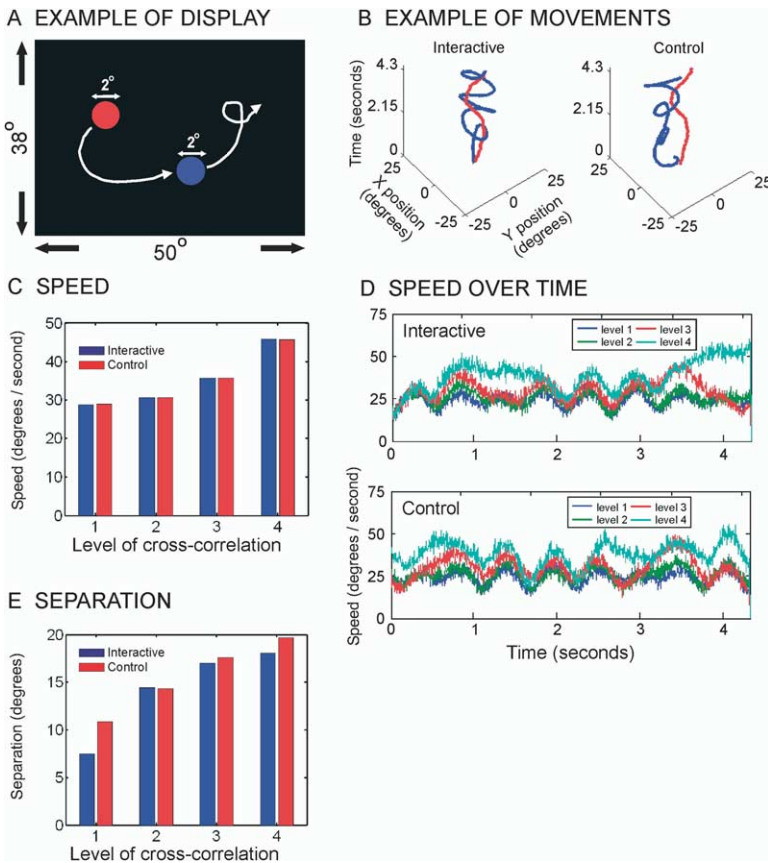 A EXAMPLE OF DISPLAY
2°
2°
38°
50°
B EXAMPLE OF MOVEMENTS
Interactive
Control
Time (seconds)
4.3
2.15
0
25
0
-25
X position
(degrees)
25
0
-25
Y position
(degrees)
4.3
2.15
0
25
0
-25
25
0
-25
C SPEED
Speed (degrees / second)
50
40
30
20
10
0
Interactive
Control
1 2 3 4
Level of cross-correlation
D SPEED OVER TIME
75
50
25
0
Interactive
level 1 level 3
level 2 level 4
1 2 3 4
Speed (degrees / second)
75
50
25
0
Control
level 1 level 3
level 2 level 4
0 1 2 3 4
Time (seconds)
E SEPARATION
Separation (degrees)
20
15
10
5
0
Interactive
Control
1 2 3 4
Level of cross-correlation